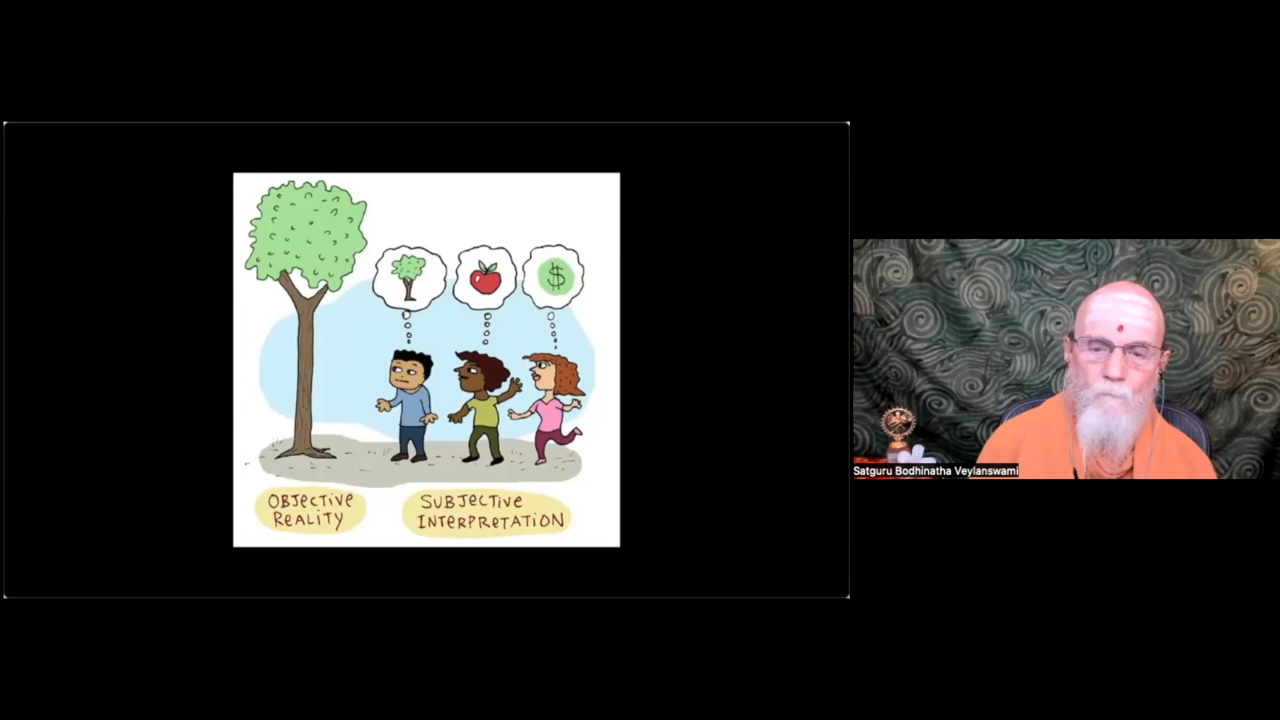 $
OBJECTIVE
REALITY
SUBJECTIVE
INTERPRETATION
Satguru Bodhinatha Veylanswami